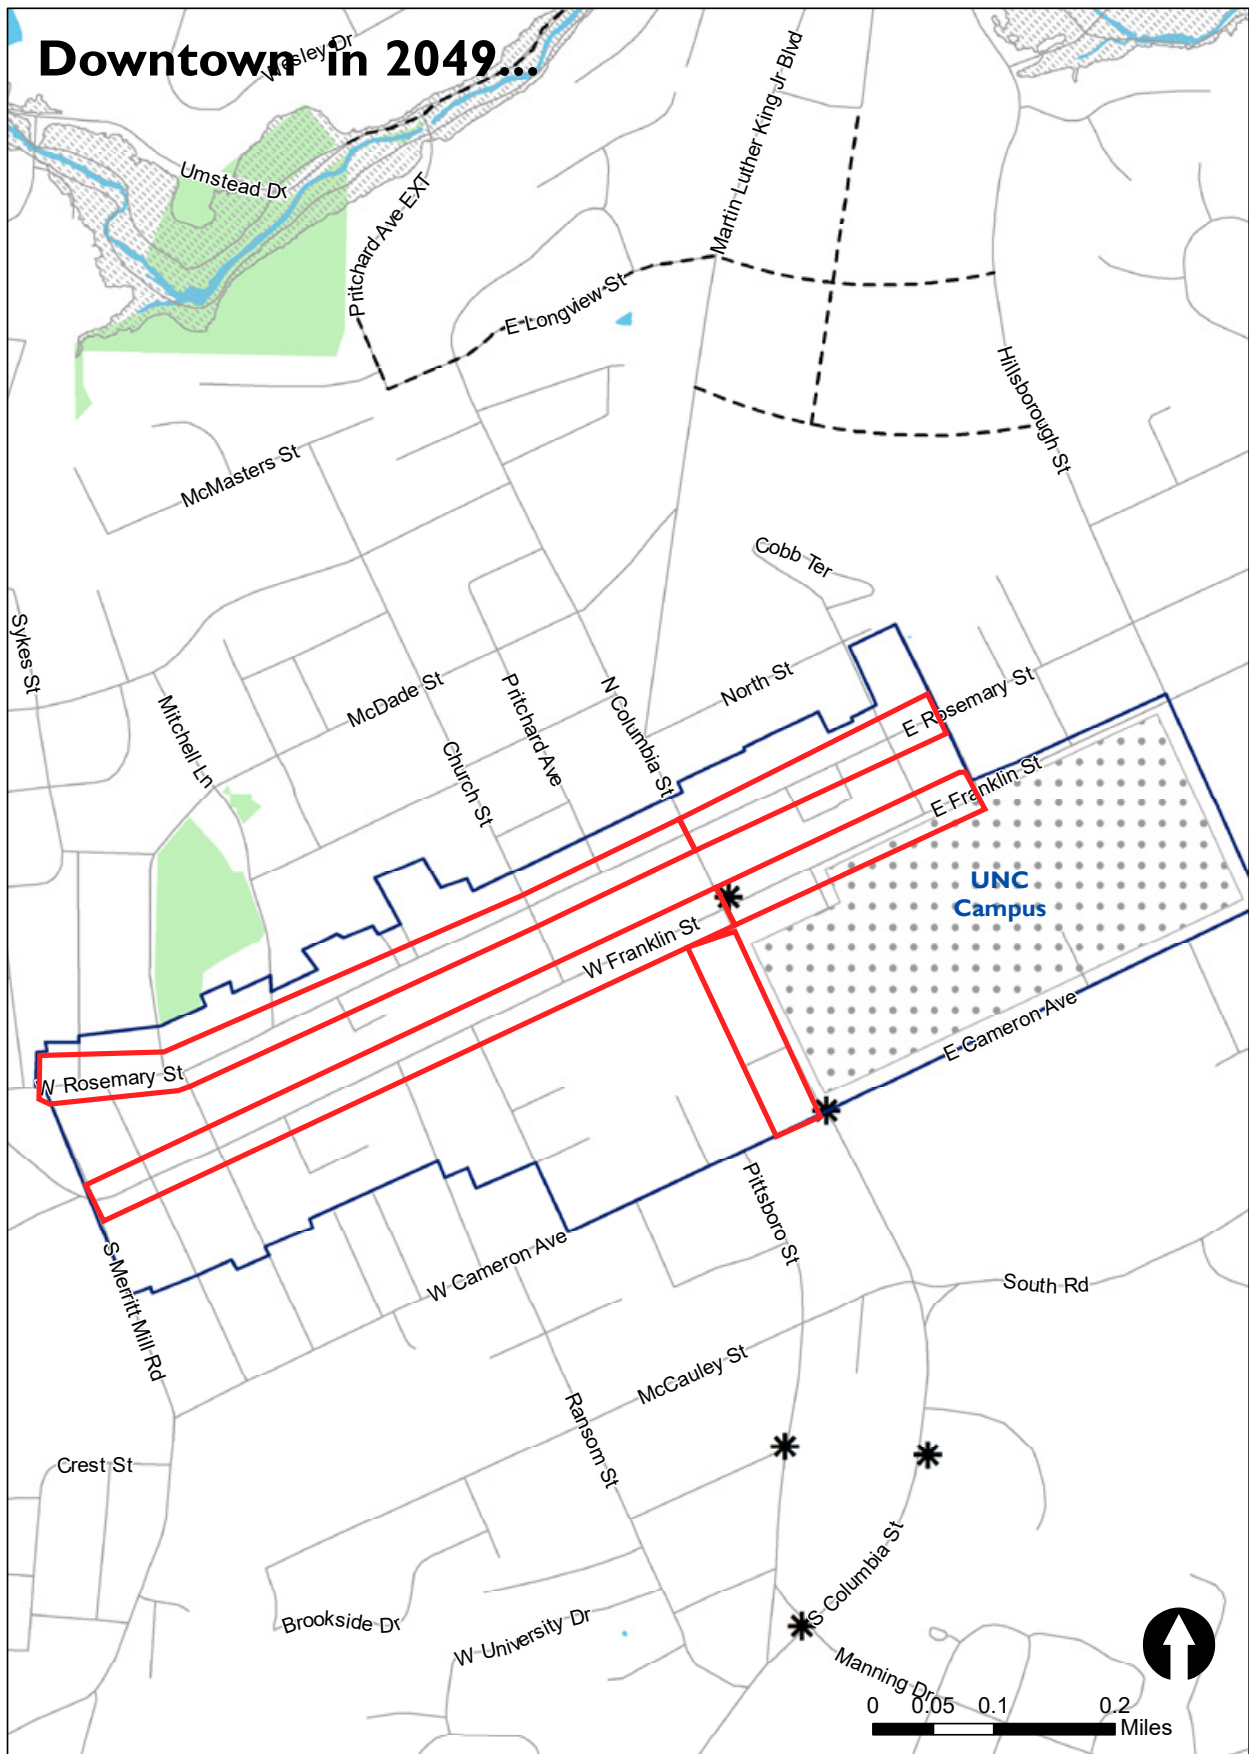 Downtown in 2049...
Wesley Dr
Martin Luther King Jr Blvd
Umstead Dr
Pritchard Ave EXT
E Longview St
Hillsborough St
McMasters St
Cobb Ter
Sykes St
Mitchell Ln
McDade St
Pritchard Ave
N Columbia St
North St
E Rosemary St
Church St
E Franklin St
UNC
Campus
W Franklin St
E Cameron Ave
W Rosemary St
Pittsboro St
S Merritt Mill Rd
W Cameron Ave
South Rd
McCauley St
Ransom St
Crest St
S Columbia St
Brookside Dr
W University Dr
Manning Dr
0 0.05 0.1 0.2
Miles